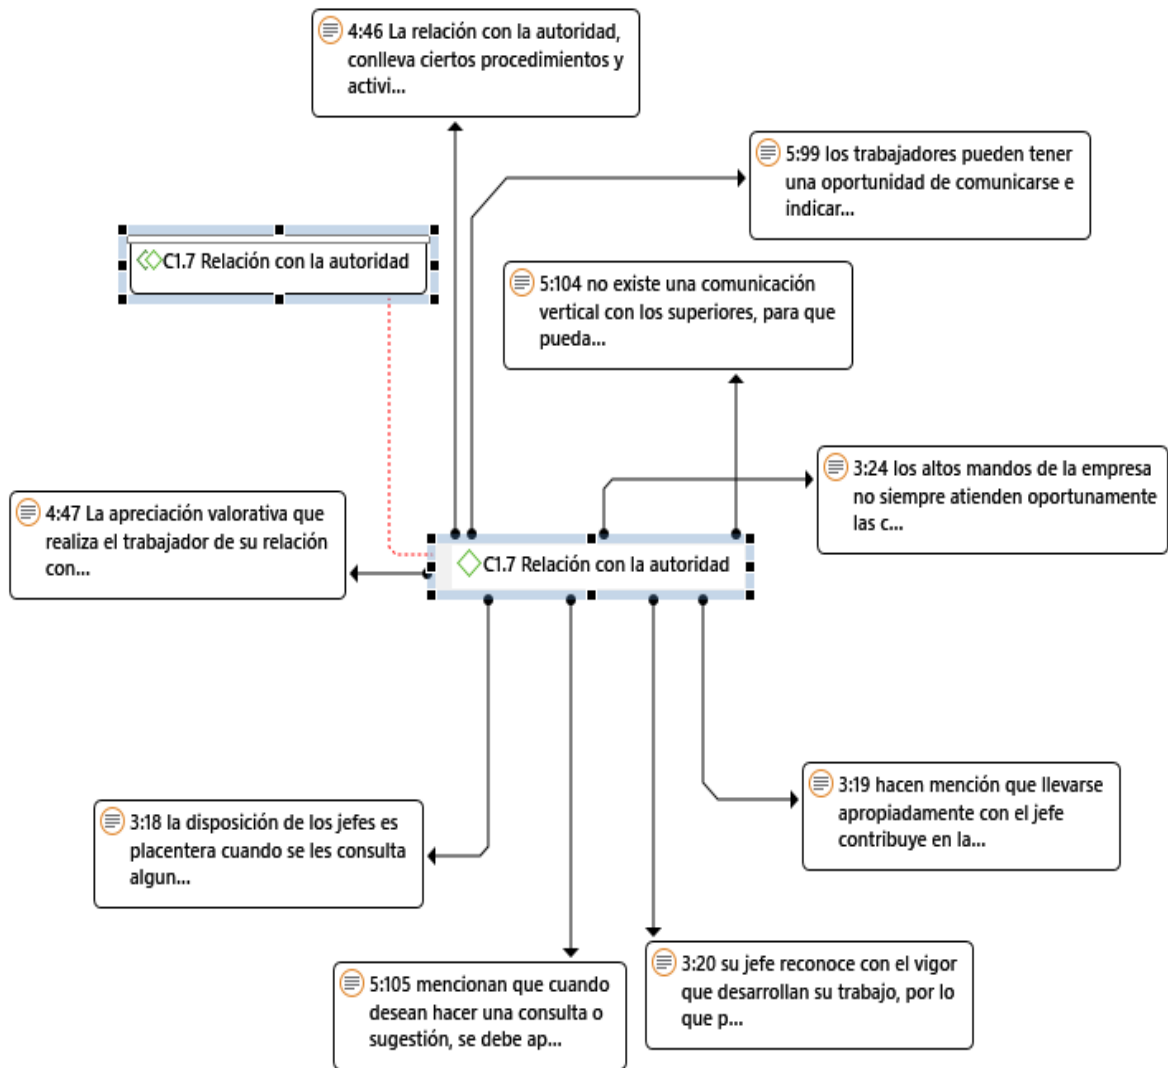 4:46 La relación con la autoridad,
conlleva ciertos procedimientos y
activi...
5:99 los trabajadores pueden tener
una oportunidad de comunicarse e
indicar...
C1.7 Relación con la autoridad
5:104 no existe una comunicación
vertical con los superiores, para que
pueda...
3:24 los altos mandos de la empresa
no siempre atienden oportunamente
las c...
4:47 La apreciación valorativa que
realiza el trabajador de su relación
con...
C1.7 Relación con la autoridad
3:19 hacen mención que llevarse
apropiadamente con el jefe
contribuye en la...
3:18 la disposición de los jefes es
placentera cuando se les consulta
algun...
3:20 su jefe reconoce con el vigor
que desarrollan su trabajo, por lo
que p...
5:105 mencionan que cuando
desean hacer una consulta o
sugestión, se debe ap...